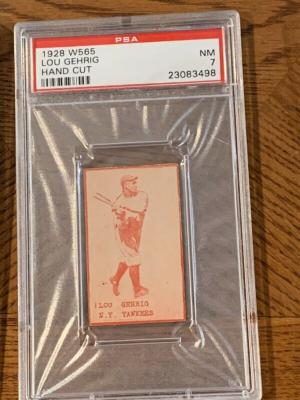 PSA
1928 W565
LOU GEHRIG
HAND CUT
NM
7
23083498
LOU GEHRIG
N.Y. YANKEES